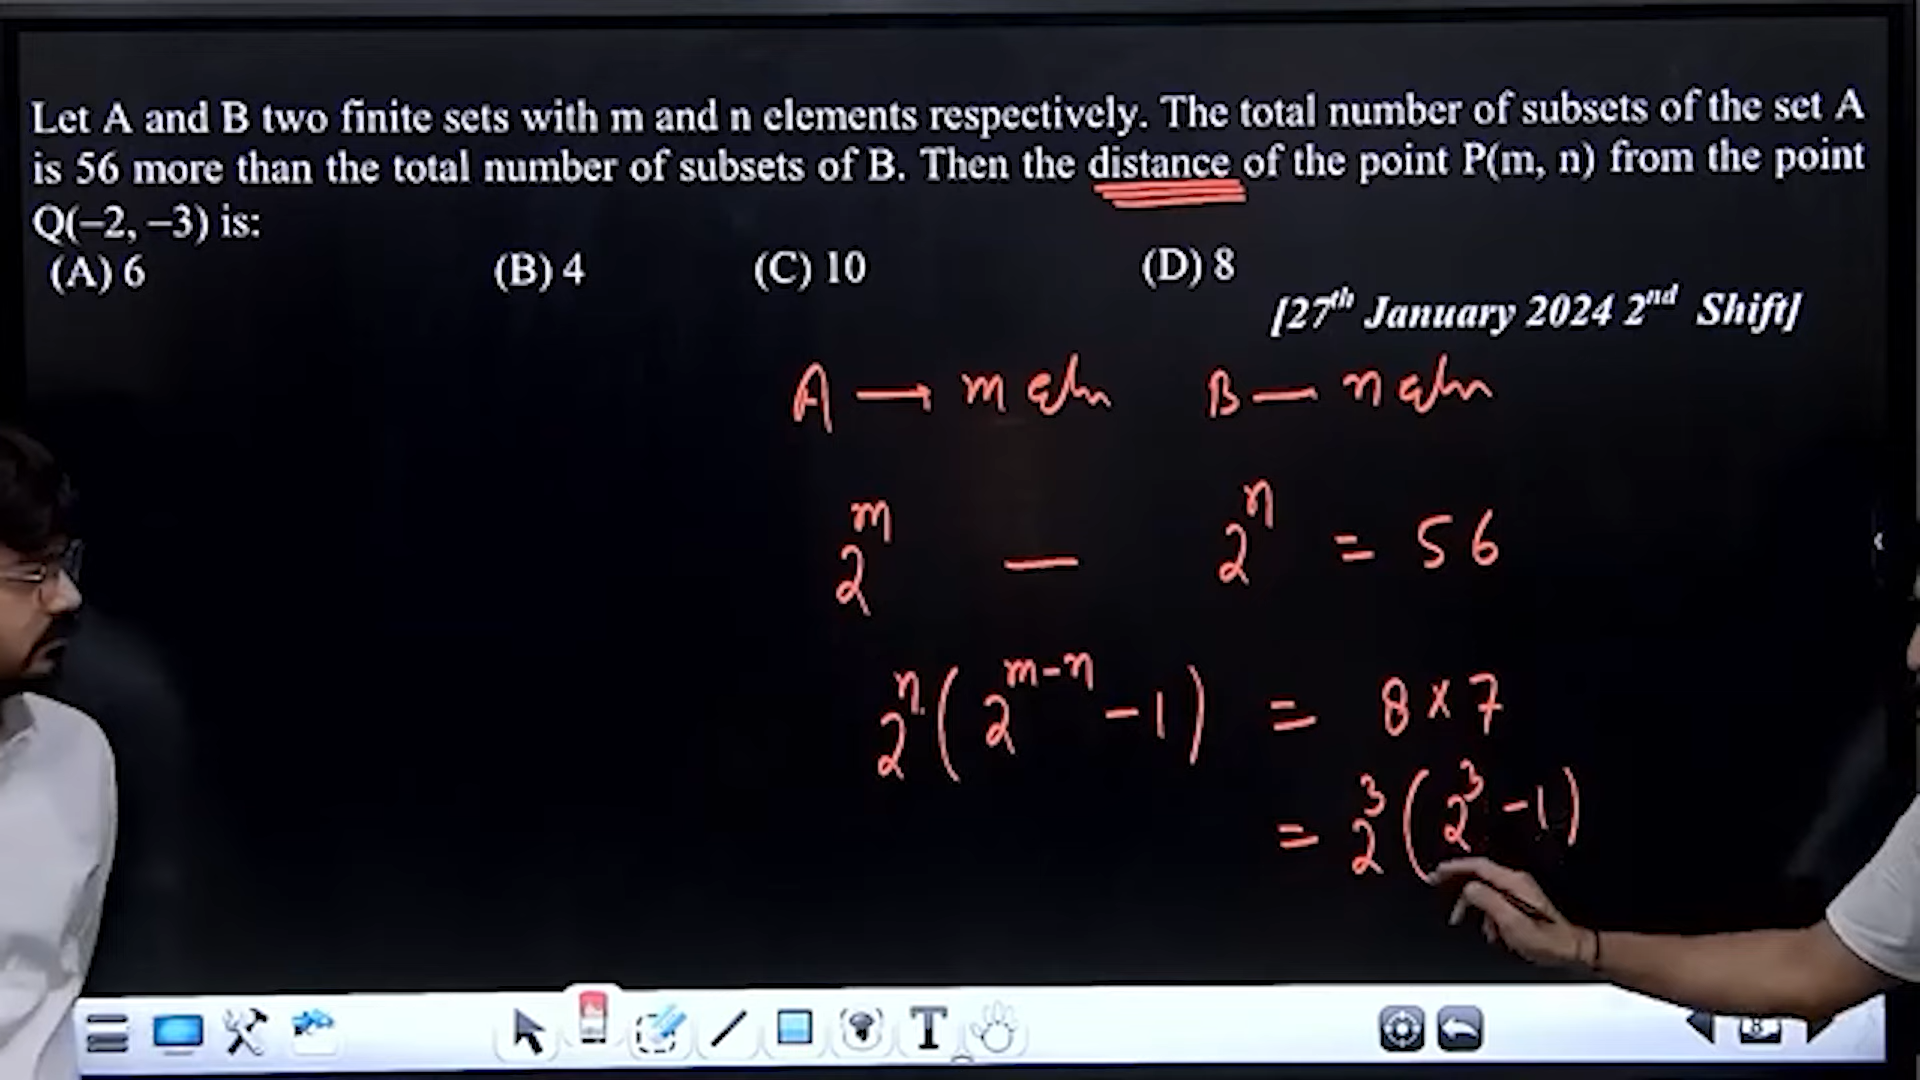 Let A and B two finite sets with m and n elements respectively. The total number of subsets of the set A
is 56 more than the total number of subsets of B. Then the distance of the point P(m, n) from the point
Q(–2, –3) is:
(A) 6 (B) 4 (C) 10 (D) 8
[27th January 2024 2nd Shift]
A → m elm B — n elm
2^m — 2^n = 56
2^n (2^(m-n) - 1) = 8 × 7
= 2^3 (2^3 - 1)
T
8